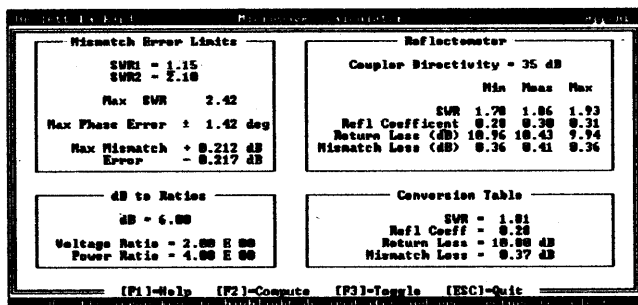 Mismatch Error Limits
SWR1 = 1.15
SWR2 = 2.10
Max SWR 2.42
Max Phase Error ± 1.42 deg
Max Mismatch + 0.212 dB
Error - 0.217 dB
Reflectometer
Coupler Directivity = 35 dB
Min Meas Max
SWR 1.78 1.86 1.93
Refl Coefficent 0.28 0.30 0.31
Return Loss (dB) 10.96 10.43 9.94
Mismatch Loss (dB) 0.36 0.41 0.36
dB to Ratios
dB = 6.00
Voltage Ratio = 2.00 E 00
Power Ratio = 4.00 E 00
Conversion Table
SWR = 1.81
Refl Coeff = 0.28
Return Loss = 10.80 dB
Mismatch Loss = 0.37 dB
[F1]=Help [F2]=Compute [F3]=Toggle [ESC]=Quit